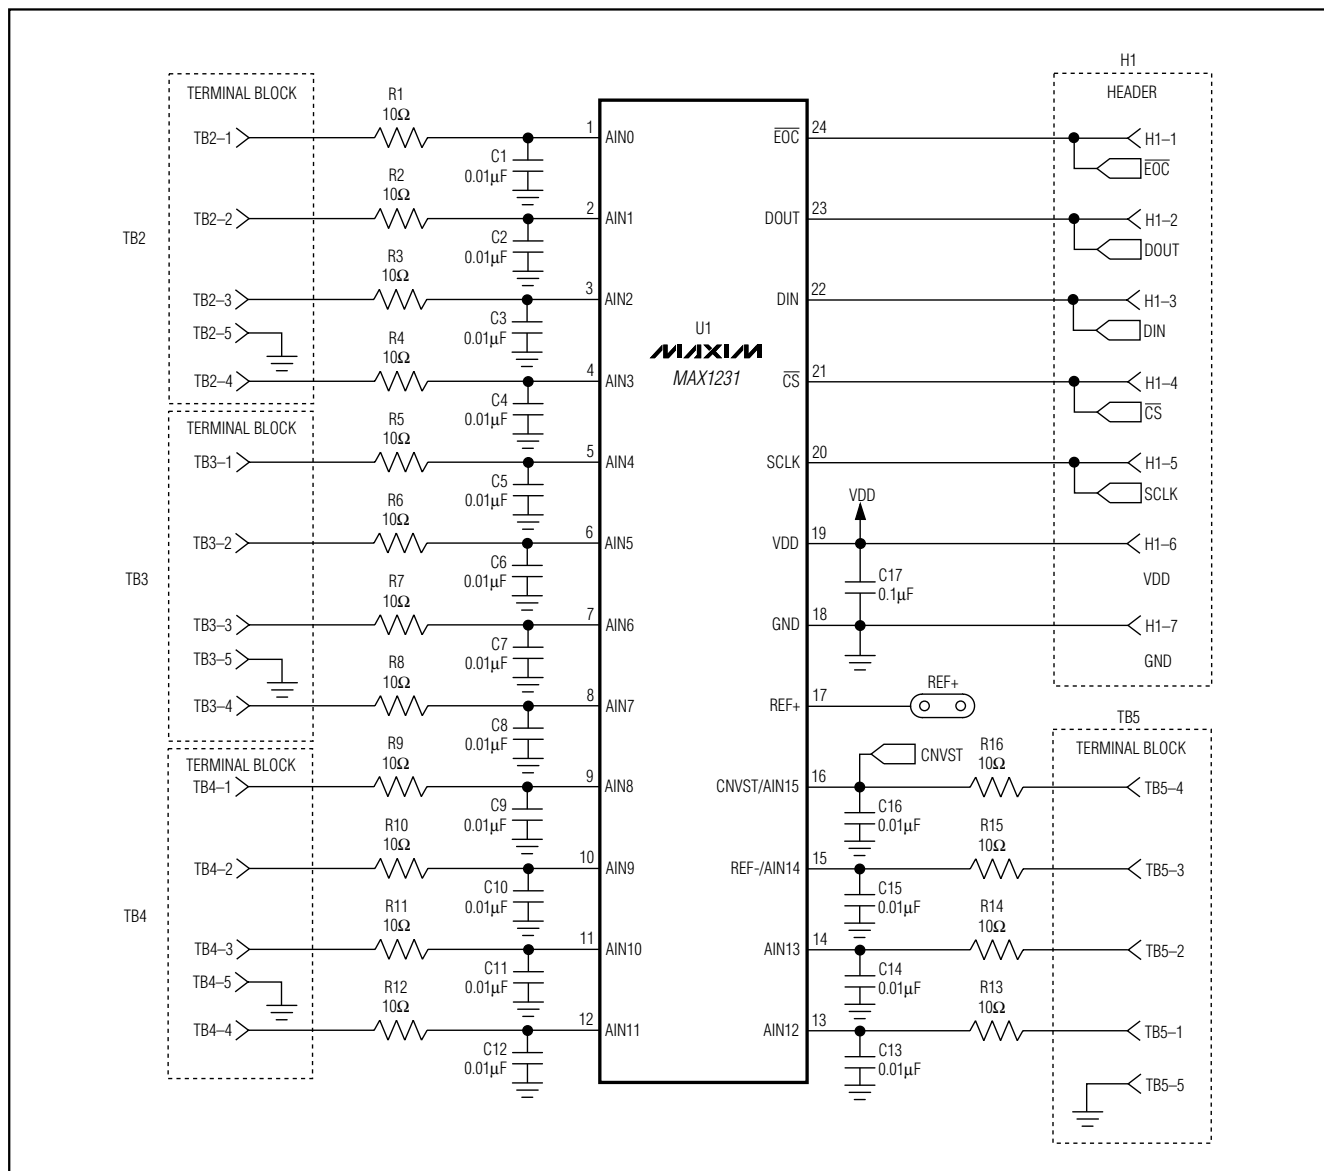 TERMINAL BLOCK
TB2
TB2–1
TB2–2
TB2–3
TB2–5
TB2–4
TERMINAL BLOCK
TB3
TB3–1
TB3–2
TB3–3
TB3–5
TB3–4
TERMINAL BLOCK
TB4
TB4–1
TB4–2
TB4–3
TB4–5
TB4–4
R1
10Ω
R2
10Ω
R3
10Ω
R4
10Ω
R5
10Ω
R6
10Ω
R7
10Ω
R8
10Ω
R9
10Ω
R10
10Ω
R11
10Ω
R12
10Ω
C1
0.01µF
C2
0.01µF
C3
0.01µF
C4
0.01µF
C5
0.01µF
C6
0.01µF
C7
0.01µF
C8
0.01µF
C9
0.01µF
C10
0.01µF
C11
0.01µF
C12
0.01µF
1 AIN0
2 AIN1
3 AIN2
4 AIN3
5 AIN4
6 AIN5
7 AIN6
8 AIN7
9 AIN8
10 AIN9
11 AIN10
12 AIN11
U1
MAXIM
MAX1231
E̅O̅C̅ 24
DOUT 23
DIN 22
C̅S̅ 21
SCLK 20
VDD 19
GND 18
REF+ 17
CNVST/AIN15 16
REF-/AIN14 15
AIN13 14
AIN12 13
H1
HEADER
H1–1
E̅O̅C̅
H1–2
DOUT
H1–3
DIN
H1–4
C̅S̅
H1–5
SCLK
VDD
H1–6
VDD
C17
0.1µF
H1–7
GND
REF+
CNVST
TB5
TERMINAL BLOCK
R16
10Ω
TB5–4
C16
0.01µF
R15
10Ω
TB5–3
C15
0.01µF
R14
10Ω
TB5–2
C14
0.01µF
R13
10Ω
TB5–1
C13
0.01µF
TB5–5